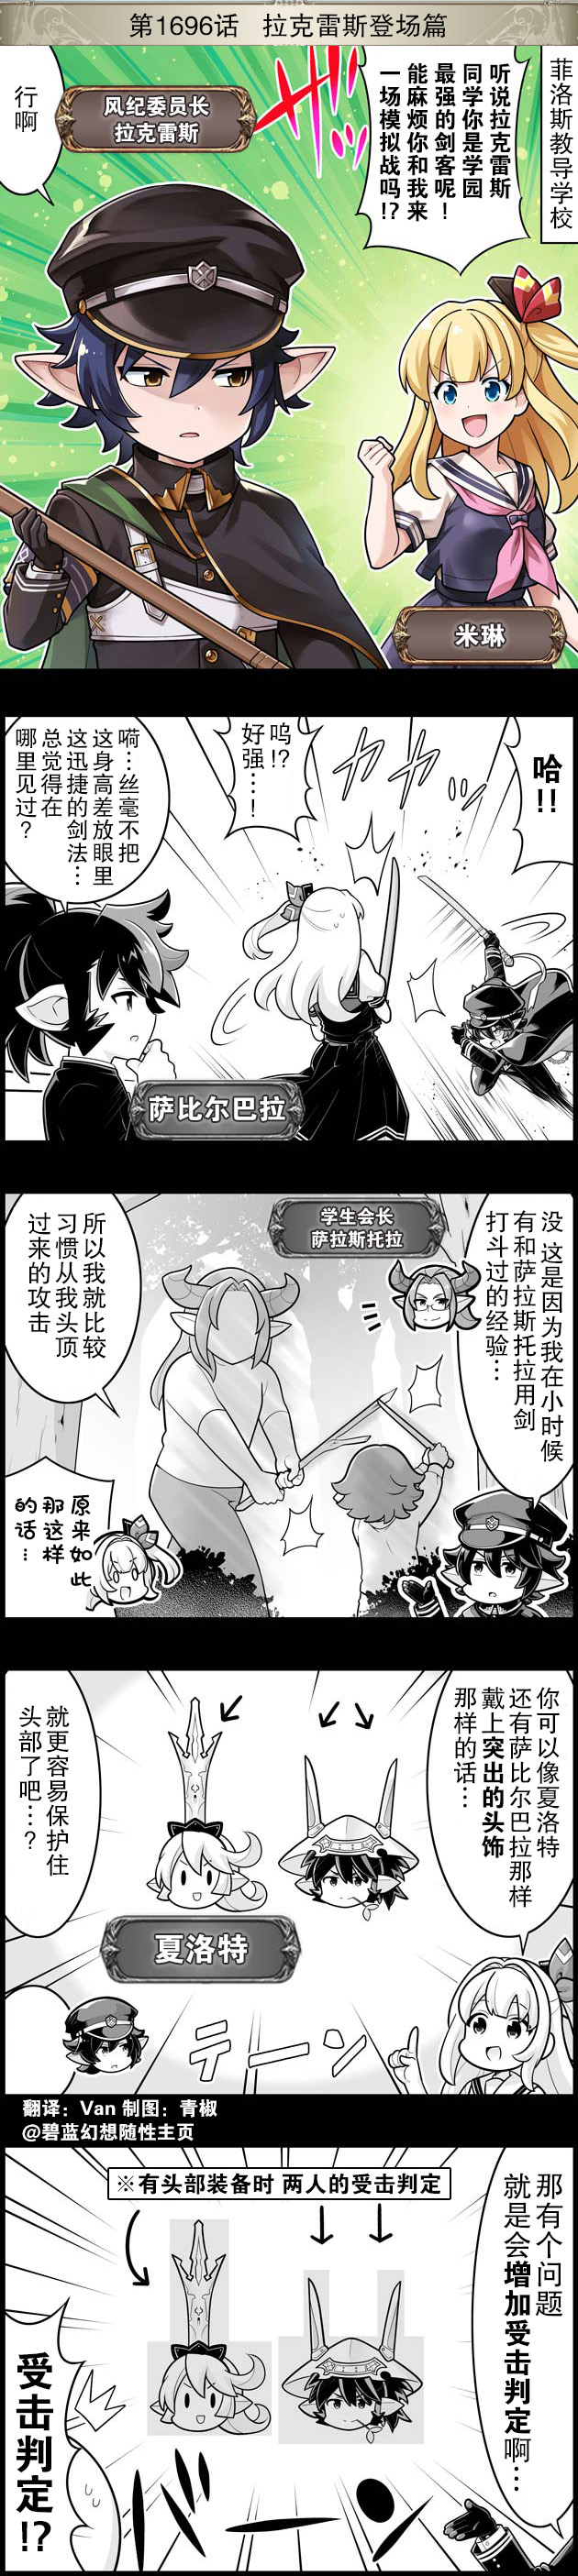 第1696话　拉克雷斯登场篇
菲洛斯教导学校
听说拉克雷斯
同学你是学园
最强的剑客呢！
能麻烦你和我来
一场模拟战吗!?
风纪委员长
拉克雷斯
行啊
米琳
哈!!
呜!?
好强…！
嗬…丝毫不把
这身高差放眼里
这迅捷的剑法…
总觉得在
哪里见过？
萨比尔巴拉
没 这是因为我在小时候
有和萨拉斯托拉用剑
打斗过的经验…
学生会长
萨拉斯托拉
所以我就比较
习惯从我头顶
过来的攻击
原来如此
那这样
的话…
你可以像夏洛特
还有萨比尔巴拉那样
戴上突出的头饰
那样的话…
就更容易保护住
头部了吧…？
夏洛特
テーン
翻译：Van 制图：青椒
@碧蓝幻想随性主页
那有个问题
就是会增加受击判定啊…
※有头部装备时 两人的受击判定
受击判定!?